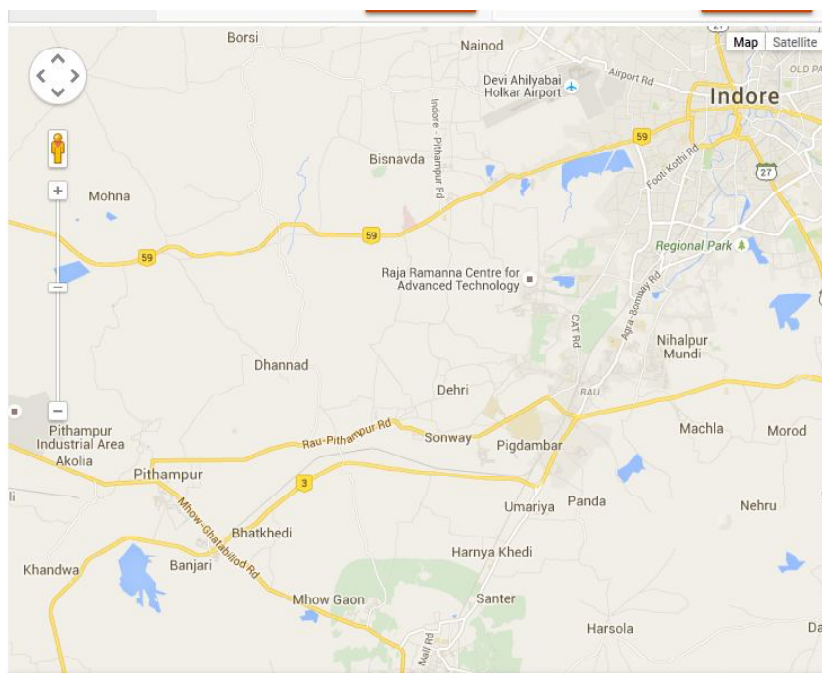 Borsi
Nainod
27
Map
Satellite
Devi Ahilyabai
Holkar Airport
Airport Rd
OLD
Indore
59
Indore - Pithampur Rd
Bisnavda
Footi Kothi Rd
27
Mohna
59
59
Regional Park
Raja Ramanna Centre for
Advanced Technology
Agra-Bombay Rd
CAT Rd
Nihalpur
Mundi
Dhannad
Dehri
RAU
Pithampur
Industrial Area
Akolia
Rau-Pithampur Rd
Sonway
Pigdambar
Machla
Morod
Pithampur
3
li
Umariya
Panda
Nehru
Mhow-Ghatabillod Rd
Bhatkhedi
Harnya Khedi
Khandwa
Banjari
Mhow Gaon
Santer
Harsola
Da